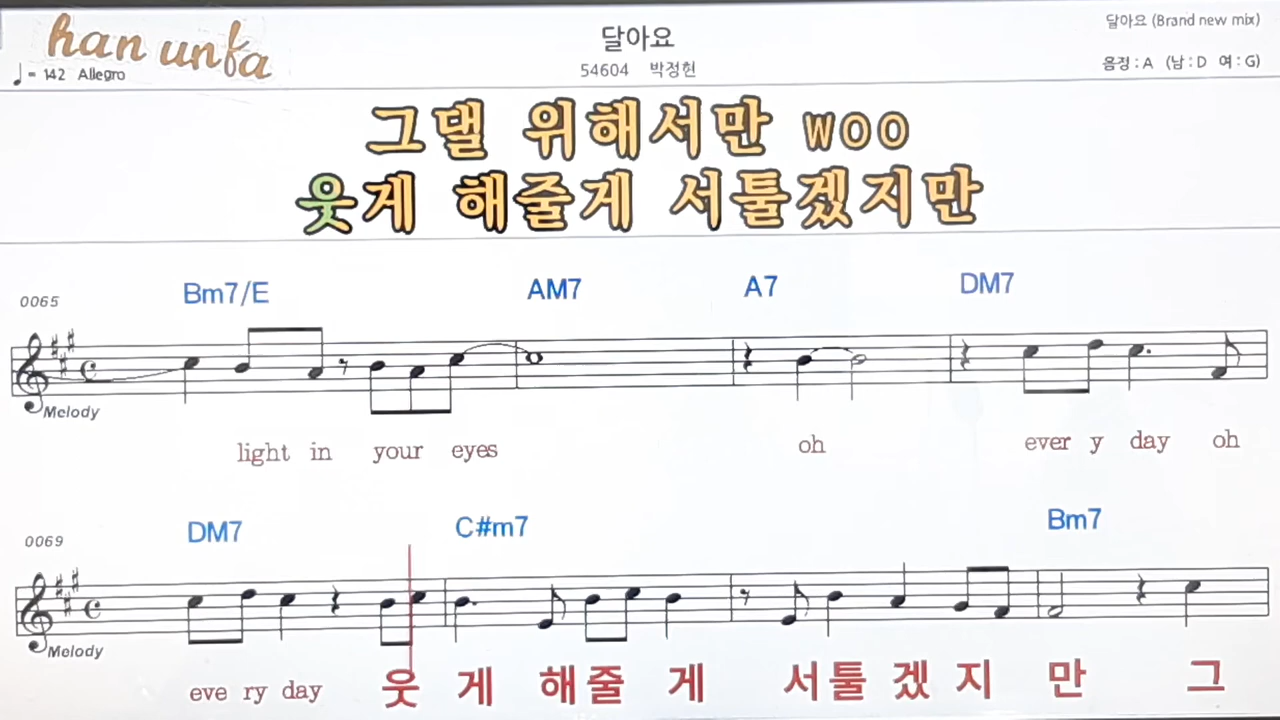 han unfa
달아요
달아요 (Brand new mix)
♩= 142 Allegro
54604 박정현
음정 : A (남 : D 여 : G)
그댈 위해서만 woo
웃게 해줄게 서툴겠지만
0065
Bm7/E AM7 A7 DM7
Melody
light in your eyes oh ever y day oh
0069
DM7 C#m7 Bm7
Melody
eve ry day 웃 게 해 줄 게 서 툴 겠 지 만 그